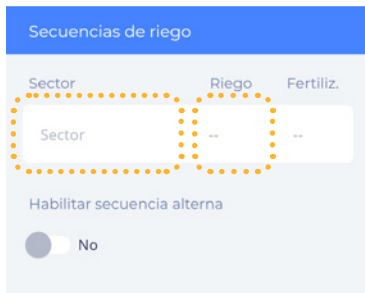 Secuencias de riego
Sector Riego Fertiliz.
Sector -- --
Habilitar secuencia alterna
No